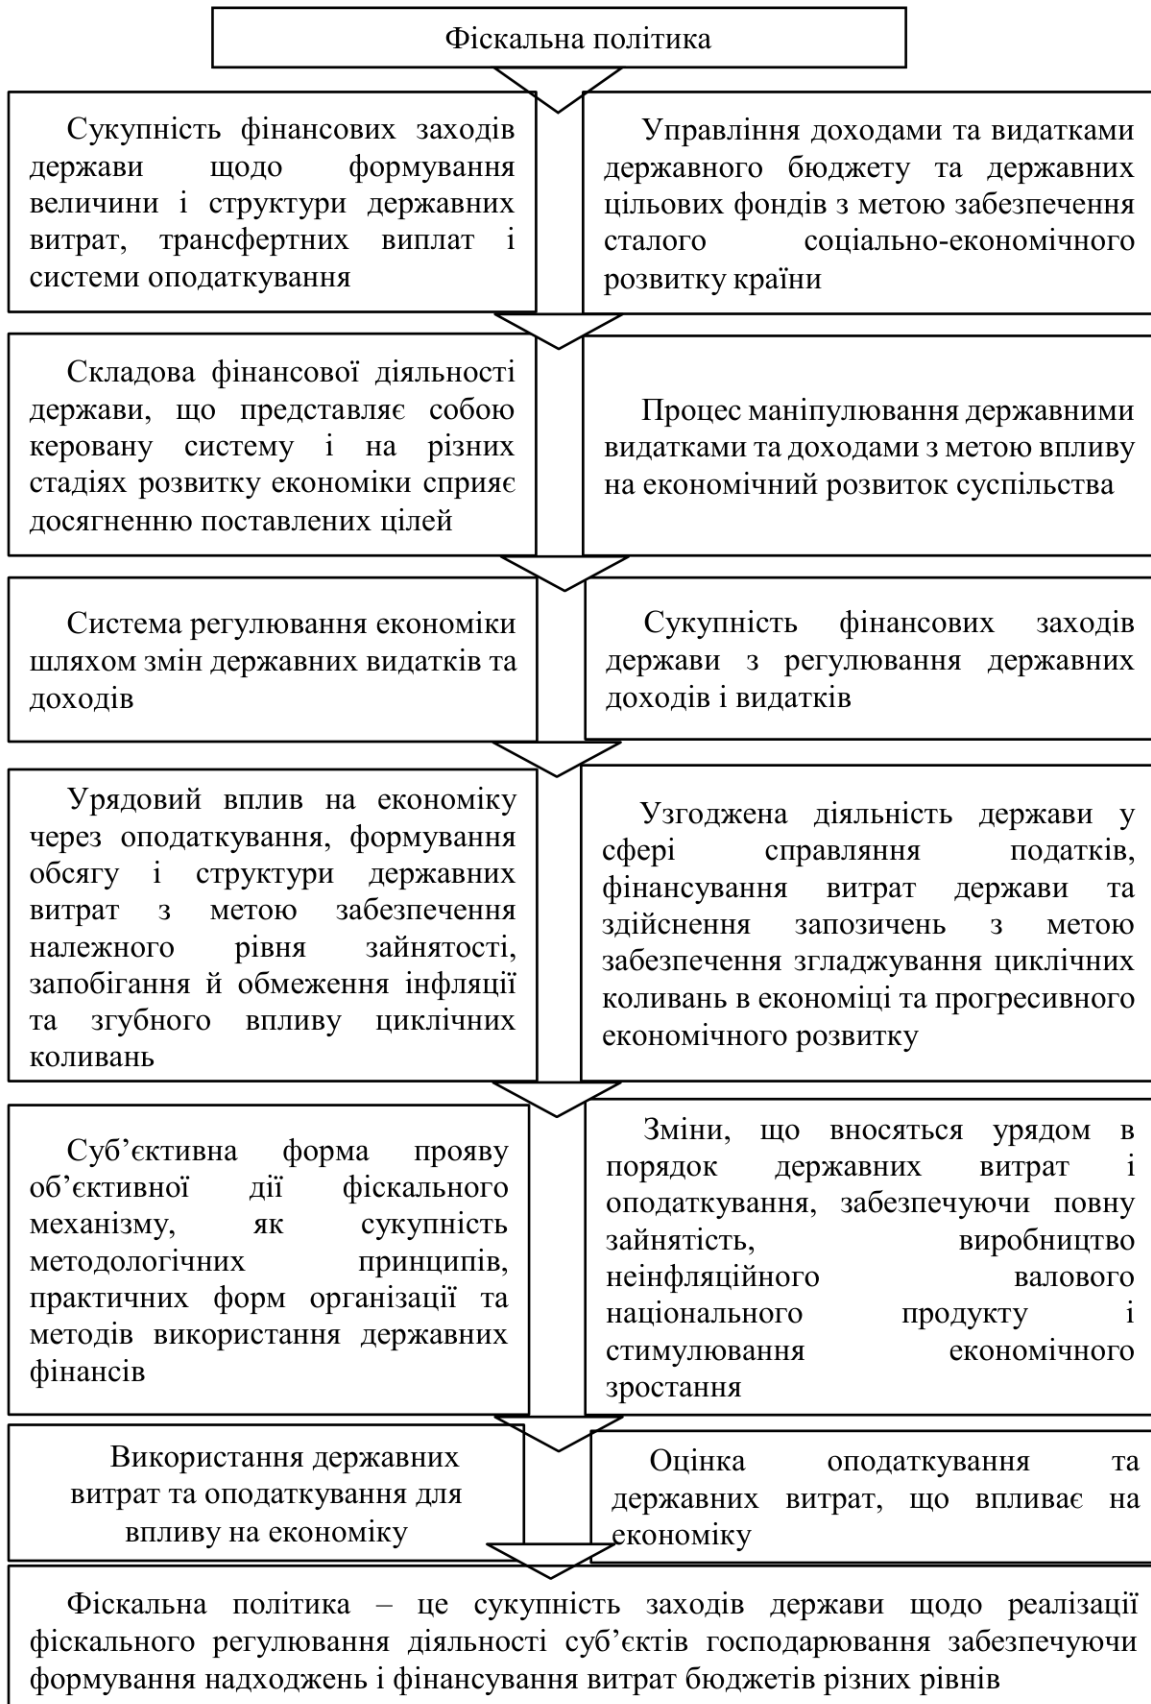 Фіскальна політика
Сукупність фінансових заходів
держави щодо формування
величини і структури державних
витрат, трансфертних виплат і
системи оподаткування
Управління доходами та видатками
державного бюджету та державних
цільових фондів з метою забезпечення
сталого соціально-економічного
розвитку країни
Складова фінансової діяльності
держави, що представляє собою
керовану систему і на різних
стадіях розвитку економіки сприяє
досягненню поставлених цілей
Процес маніпулювання державними
видатками та доходами з метою впливу
на економічний розвиток суспільства
Система регулювання економіки
шляхом змін державних видатків та
доходів
Сукупність фінансових заходів
держави з регулювання державних
доходів і видатків
Урядовий вплив на економіку
через оподаткування, формування
обсягу і структури державних
витрат з метою забезпечення
належного рівня зайнятості,
запобігання й обмеження інфляції
та згубного впливу циклічних
коливань
Узгоджена діяльність держави у
сфері справляння податків,
фінансування витрат держави та
здійснення запозичень з метою
забезпечення згладжування циклічних
коливань в економіці та прогресивного
економічного розвитку
Суб’єктивна форма прояву
об’єктивної дії фіскального
механізму, як сукупність
методологічних принципів,
практичних форм організації та
методів використання державних
фінансів
Зміни, що вносяться урядом в
порядок державних витрат і
оподаткування, забезпечуючи повну
зайнятість, виробництво
неінфляційного валового
національного продукту і
стимулювання економічного
зростання
Використання державних
витрат та оподаткування для
впливу на економіку
Оцінка оподаткування та
державних витрат, що впливає на
економіку
Фіскальна політика – це сукупність заходів держави щодо реалізації
фіскального регулювання діяльності суб’єктів господарювання забезпечуючи
формування надходжень і фінансування витрат бюджетів різних рівнів